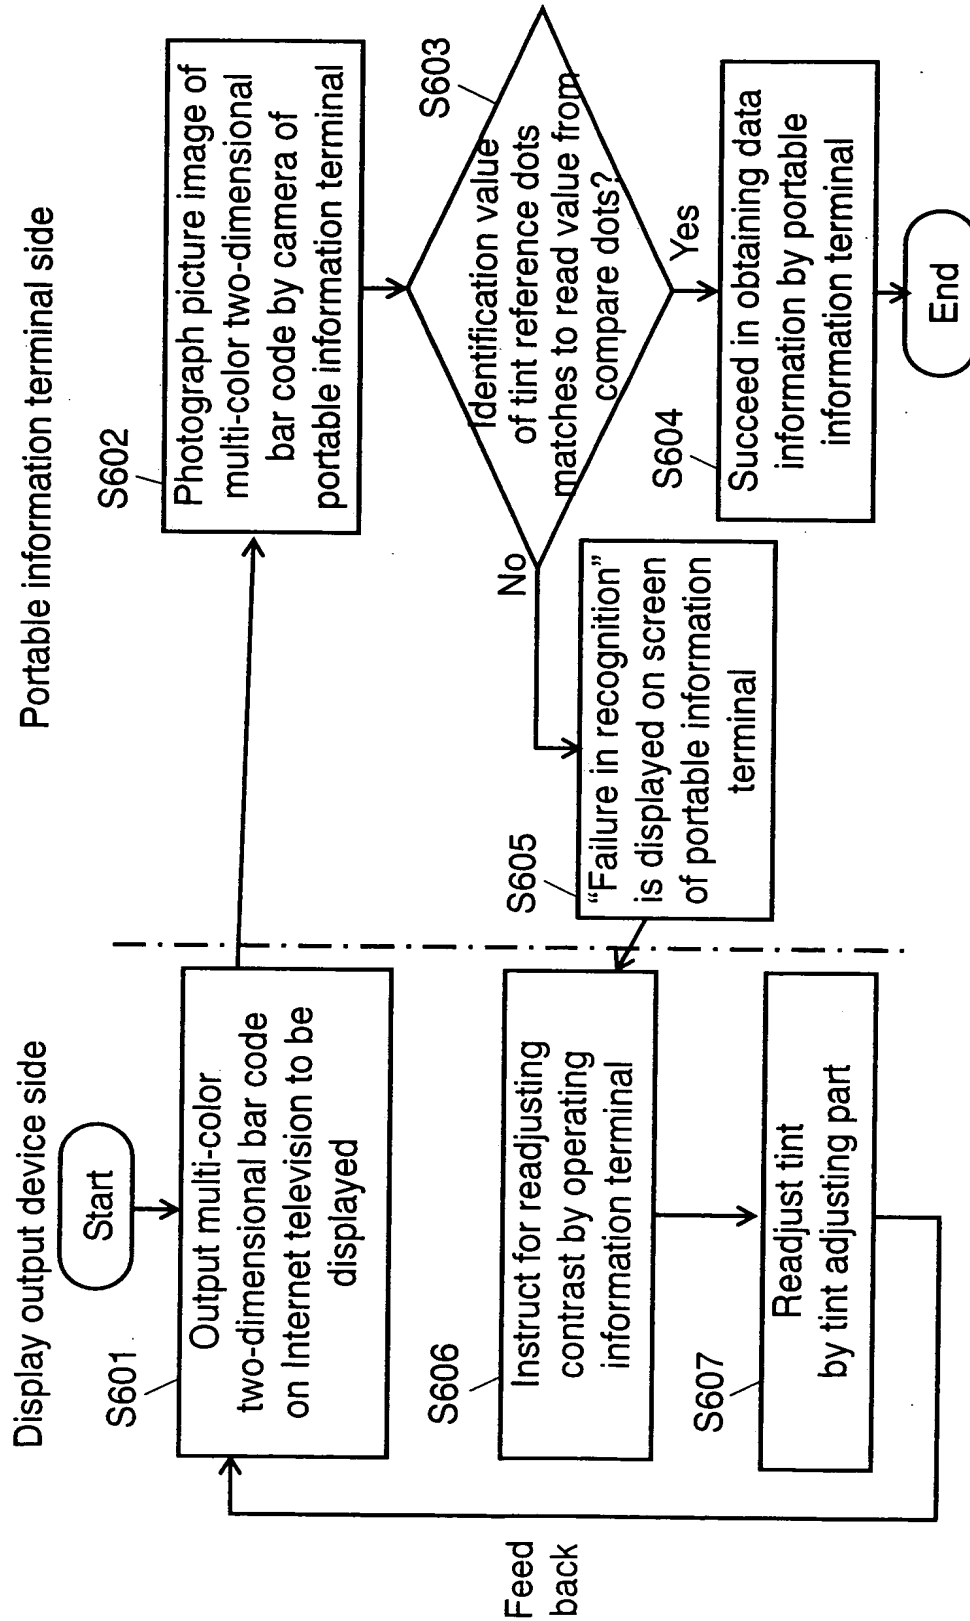 Display output device side
Start
S601
Output multi-color
two-dimensional bar code
on Internet television to be
displayed
S606
Instruct for readjusting
contrast by operating
information terminal
S607
Readjust tint
by tint adjusting part
Feed
back
Portable information terminal side
S602
Photograph picture image of
multi-color two-dimensional
bar code by camera of
portable information terminal
S603
Identification value
of tint reference dots
matches to read value from
compare dots?
No
Yes
S605
“Failure in recognition”
is displayed on screen
of portable information
terminal
S604
Succeed in obtaining data
information by portable
information terminal
End